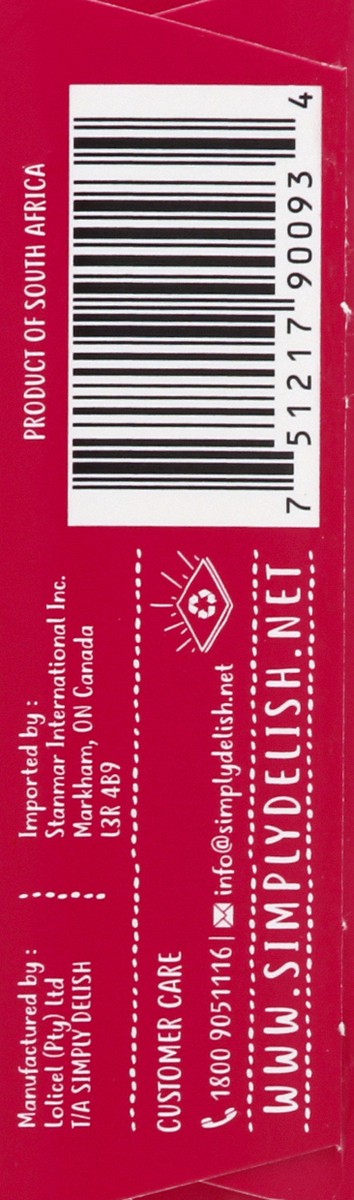 Manufactured by :
Lolicel (Pty) Ltd
T/A SIMPLY DELISH
Imported by :
Stanmar International Inc.
Markham, ON Canada
L3R 4B9
PRODUCT OF SOUTH AFRICA
7 51217 90093 4
CUSTOMER CARE
1800 9051116 | info@simplydelish.net
WWW.SIMPLYDELISH.NET